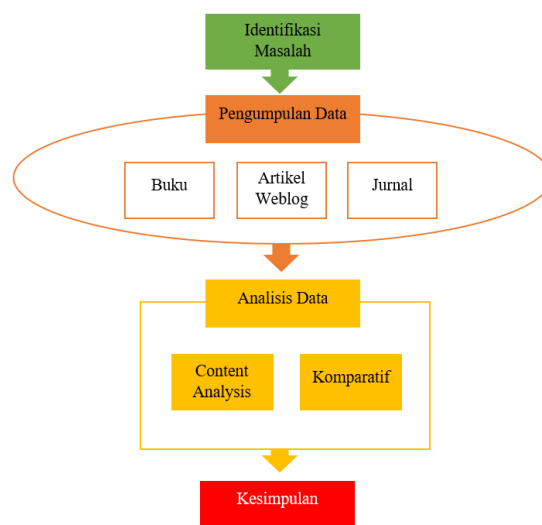 Identifikasi
Masalah
Pengumpulan Data
Buku
Artikel
Weblog
Jurnal
Analisis Data
Content
Analysis
Komparatif
Kesimpulan